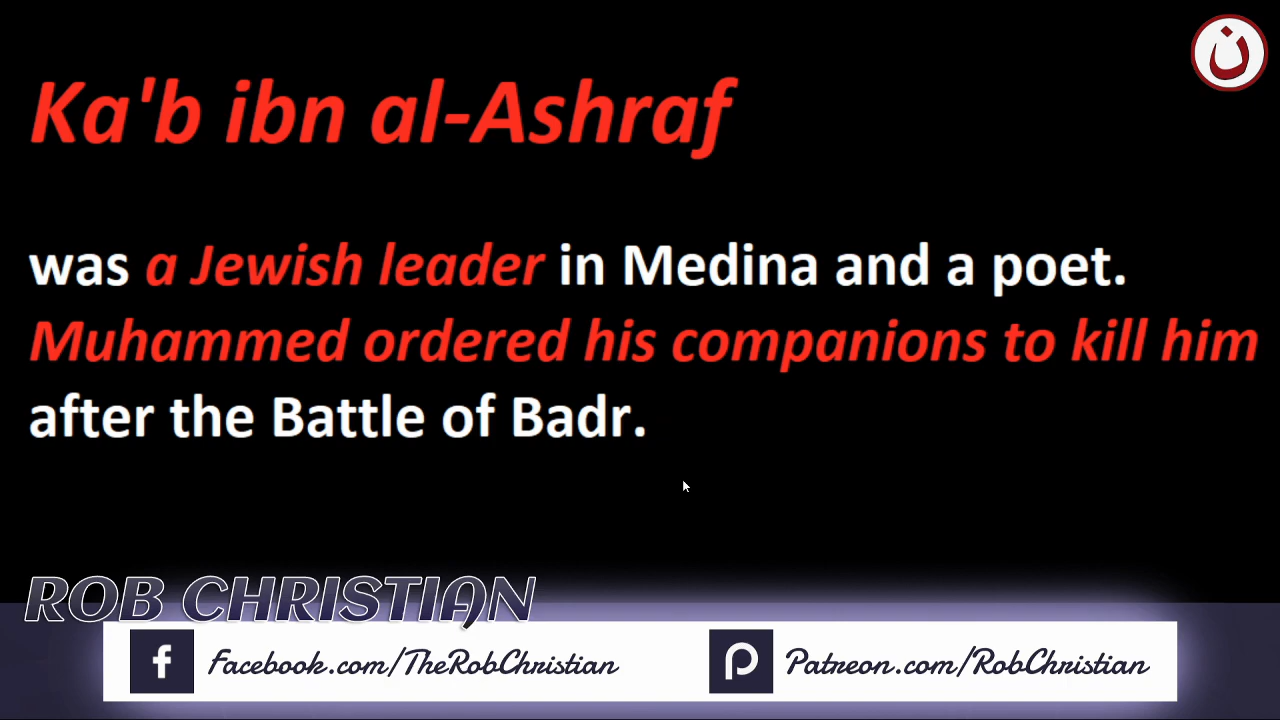 ن
Ka'b ibn al-Ashraf
was a Jewish leader in Medina and a poet.
Muhammed ordered his companions to kill him
after the Battle of Badr.
ROB CHRISTIAN
f Facebook.com/TheRobChristian
Patreon.com/RobChristian